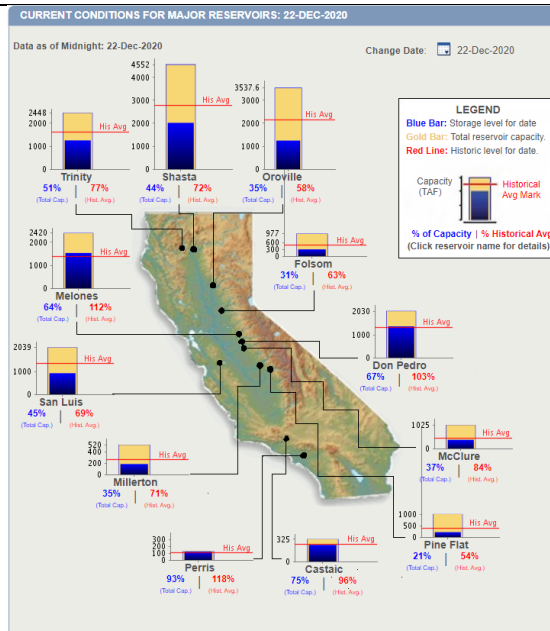 CURRENT CONDITIONS FOR MAJOR RESERVOIRS: 22-DEC-2020
Data as of Midnight: 22-Dec-2020
Change Date: 22-Dec-2020
LEGEND
Blue Bar: Storage level for date
Gold Bar: Total reservoir capacity.
Red Line: Historic level for date.
Capacity
(TAF)
Historical
Avg Mark
% of Capacity | % Historical Avg
(Click reservoir name for details)
2448
2000
1000
0
His Avg
Trinity
51% | 77%
(Total Cap.) (Hist. Avg.)
4552
4000
3000
2000
1000
0
His Avg
Shasta
44% | 72%
(Total Cap.) (Hist. Avg.)
3537.6
3000
2000
1000
0
His Avg
Oroville
35% | 58%
(Total Cap.) (Hist. Avg.)
977
600
300
0
His Avg
Folsom
31% | 63%
(Total Cap.) (Hist. Avg.)
2420
2000
1000
0
His Avg
Melones
64% | 112%
(Total Cap.) (Hist. Avg.)
2030
1000
0
His Avg
Don Pedro
67% | 103%
(Total Cap.) (Hist. Avg.)
2039
1000
0
His Avg
San Luis
45% | 69%
(Total Cap.) (Hist. Avg.)
1025
0
His Avg
McClure
37% | 84%
(Total Cap.) (Hist. Avg.)
520
400
200
0
His Avg
Millerton
35% | 71%
(Total Cap.) (Hist. Avg.)
1000
500
0
His Avg
Pine Flat
21% | 54%
(Total Cap.) (Hist. Avg.)
300
200
100
0
His Avg
Perris
93% | 118%
(Total Cap.) (Hist. Avg.)
325
0
His Avg
Castaic
75% | 96%
(Total Cap.) (Hist. Avg.)